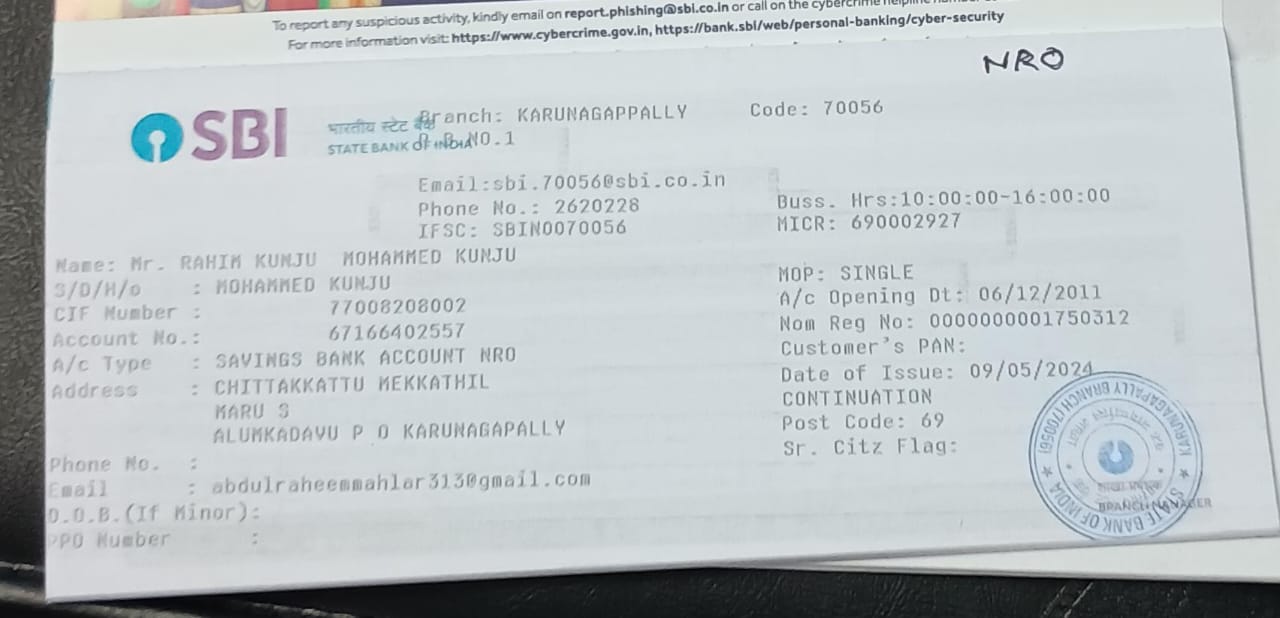 To report any suspicious activity, kindly email on report.phishing@sbi.co.in or call on the cybercrime helpline number
For more information visit: https://www.cybercrime.gov.in, https://bank.sbi/web/personal-banking/cyber-security
NRO
SBI
भारतीय स्टेट बैंक
STATE BANK OF INDIA
Branch: KARUNAGAPPALLY Code: 70056
P.B.NO.1
Email:sbi.70056@sbi.co.in
Phone No.: 2620228 Buss. Hrs:10:00:00-16:00:00
IFSC: SBIN0070056 MICR: 690002927
Name: Mr. RAHIM KUNJU MOHAMMED KUNJU
S/D/H/o : MOHAMMED KUNJU MOP: SINGLE
CIF Number : 77008208002 A/c Opening Dt: 06/12/2011
Account No.: 67166402557 Nom Reg No: 0000000001750312
A/c Type : SAVINGS BANK ACCOUNT NRO Customer's PAN:
Address : CHITTAKKATTU MEKKATHIL Date of Issue: 09/05/2024
MARU S CONTINUATION
ALUMKADAVU P O KARUNAGAPALLY Post Code: 69
Phone No. : Sr. Citz Flag:
Email : abdulraheemmahlar313@gmail.com
D.O.B.(If Minor):
PPO Number :
KARUNAGAPALLY BRANCH (70056)
STATE BANK OF INDIA
BRANCH MANAGER